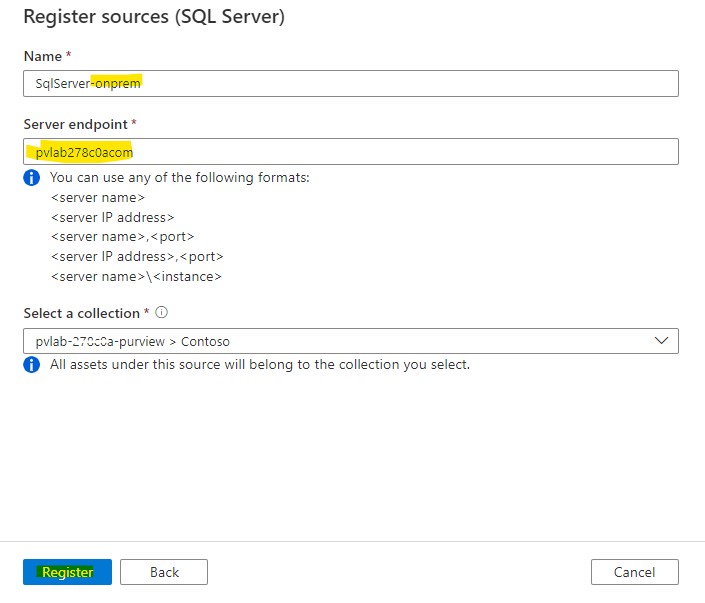 Register sources (SQL Server)
Name *
SqlServer-onprem
Server endpoint *
pvlab278c0acom
You can use any of the following formats:
<server name>
<server IP address>
<server name>,<port>
<server IP address>,<port>
<server name>\<instance>
Select a collection *
pvlab-278c0a-purview > Contoso
All assets under this source will belong to the collection you select.
Register Back Cancel